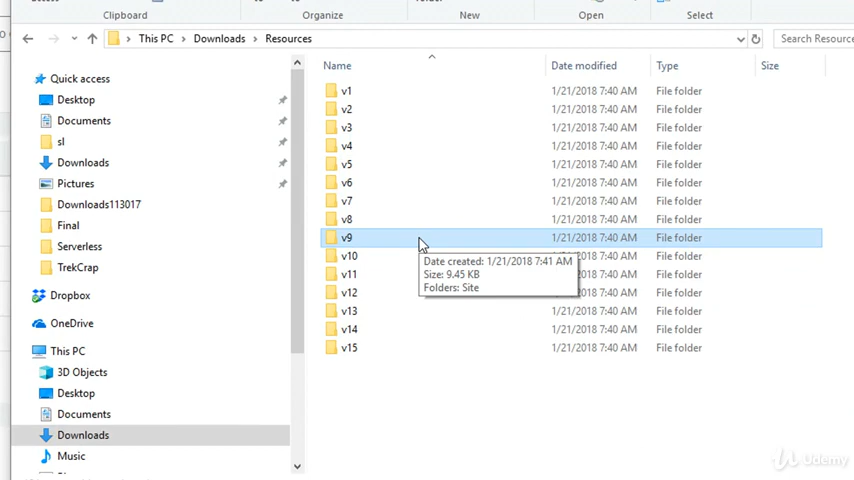 Clipboard Organize New Open Select
This PC > Downloads > Resources
Search Resource
Name Date modified Type Size
Quick access
Desktop
Documents
sl
Downloads
Pictures
Downloads113017
Final
Serverless
TrekCrap
Dropbox
OneDrive
This PC
3D Objects
Desktop
Documents
Downloads
Music
v1 1/21/2018 7:40 AM File folder
v2 1/21/2018 7:40 AM File folder
v3 1/21/2018 7:40 AM File folder
v4 1/21/2018 7:40 AM File folder
v5 1/21/2018 7:40 AM File folder
v6 1/21/2018 7:40 AM File folder
v7 1/21/2018 7:40 AM File folder
v8 1/21/2018 7:40 AM File folder
v9 1/21/2018 7:40 AM File folder
v10 1/21/2018 7:40 AM File folder
v11 1/21/2018 7:40 AM File folder
v12 1/21/2018 7:40 AM File folder
v13 1/21/2018 7:40 AM File folder
v14 1/21/2018 7:40 AM File folder
v15 1/21/2018 7:40 AM File folder
Date created: 1/21/2018 7:41 AM
Size: 9.45 KB
Folders: Site
Udemy